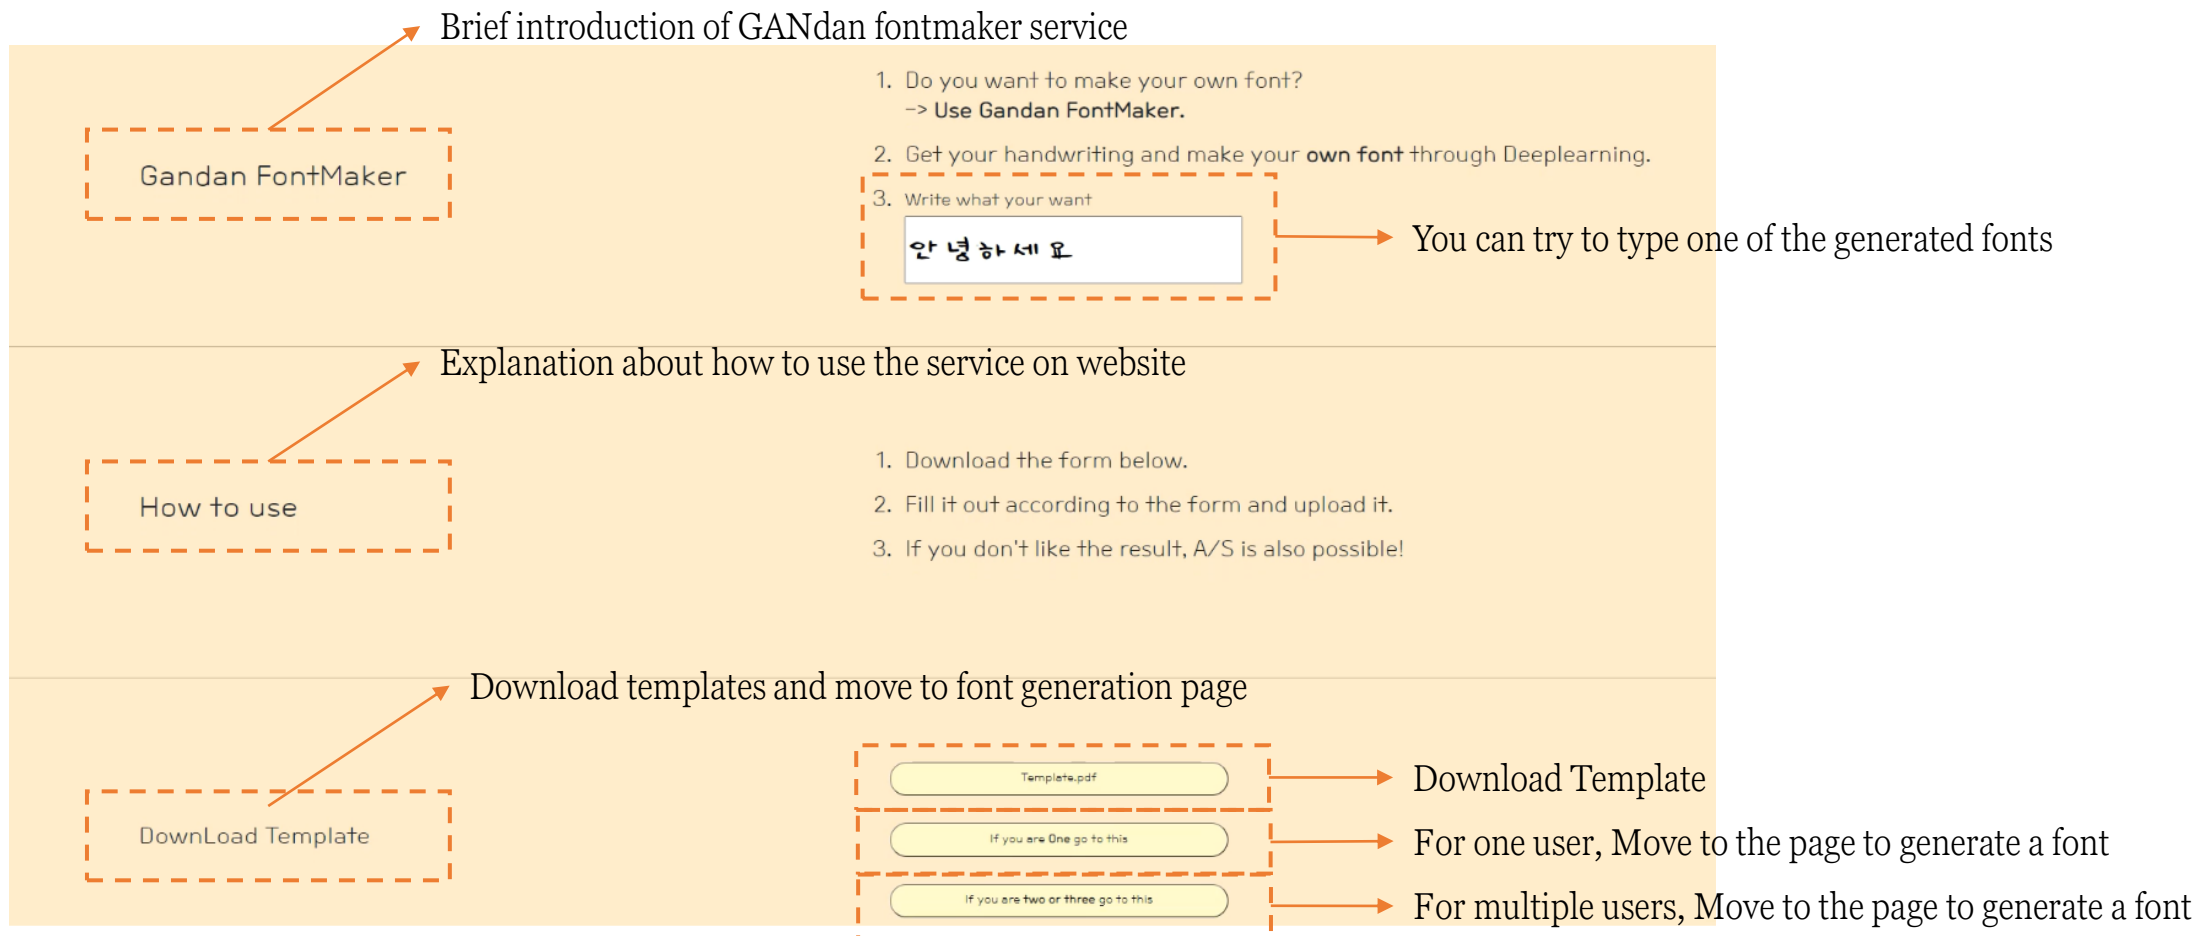 Brief introduction of GANdan fontmaker service
Gandan FontMaker
1. Do you want to make your own font?
-> Use Gandan FontMaker.
2. Get your handwriting and make your own font through Deeplearning.
3. Write what your want
안녕하세요
You can try to type one of the generated fonts
Explanation about how to use the service on website
How to use
1. Download the form below.
2. Fill it out according to the form and upload it.
3. If you don't like the result, A/S is also possible!
Download templates and move to font generation page
DownLoad Template
Template.pdf
Download Template
If you are One go to this
For one user, Move to the page to generate a font
If you are two or three go to this
For multiple users, Move to the page to generate a font